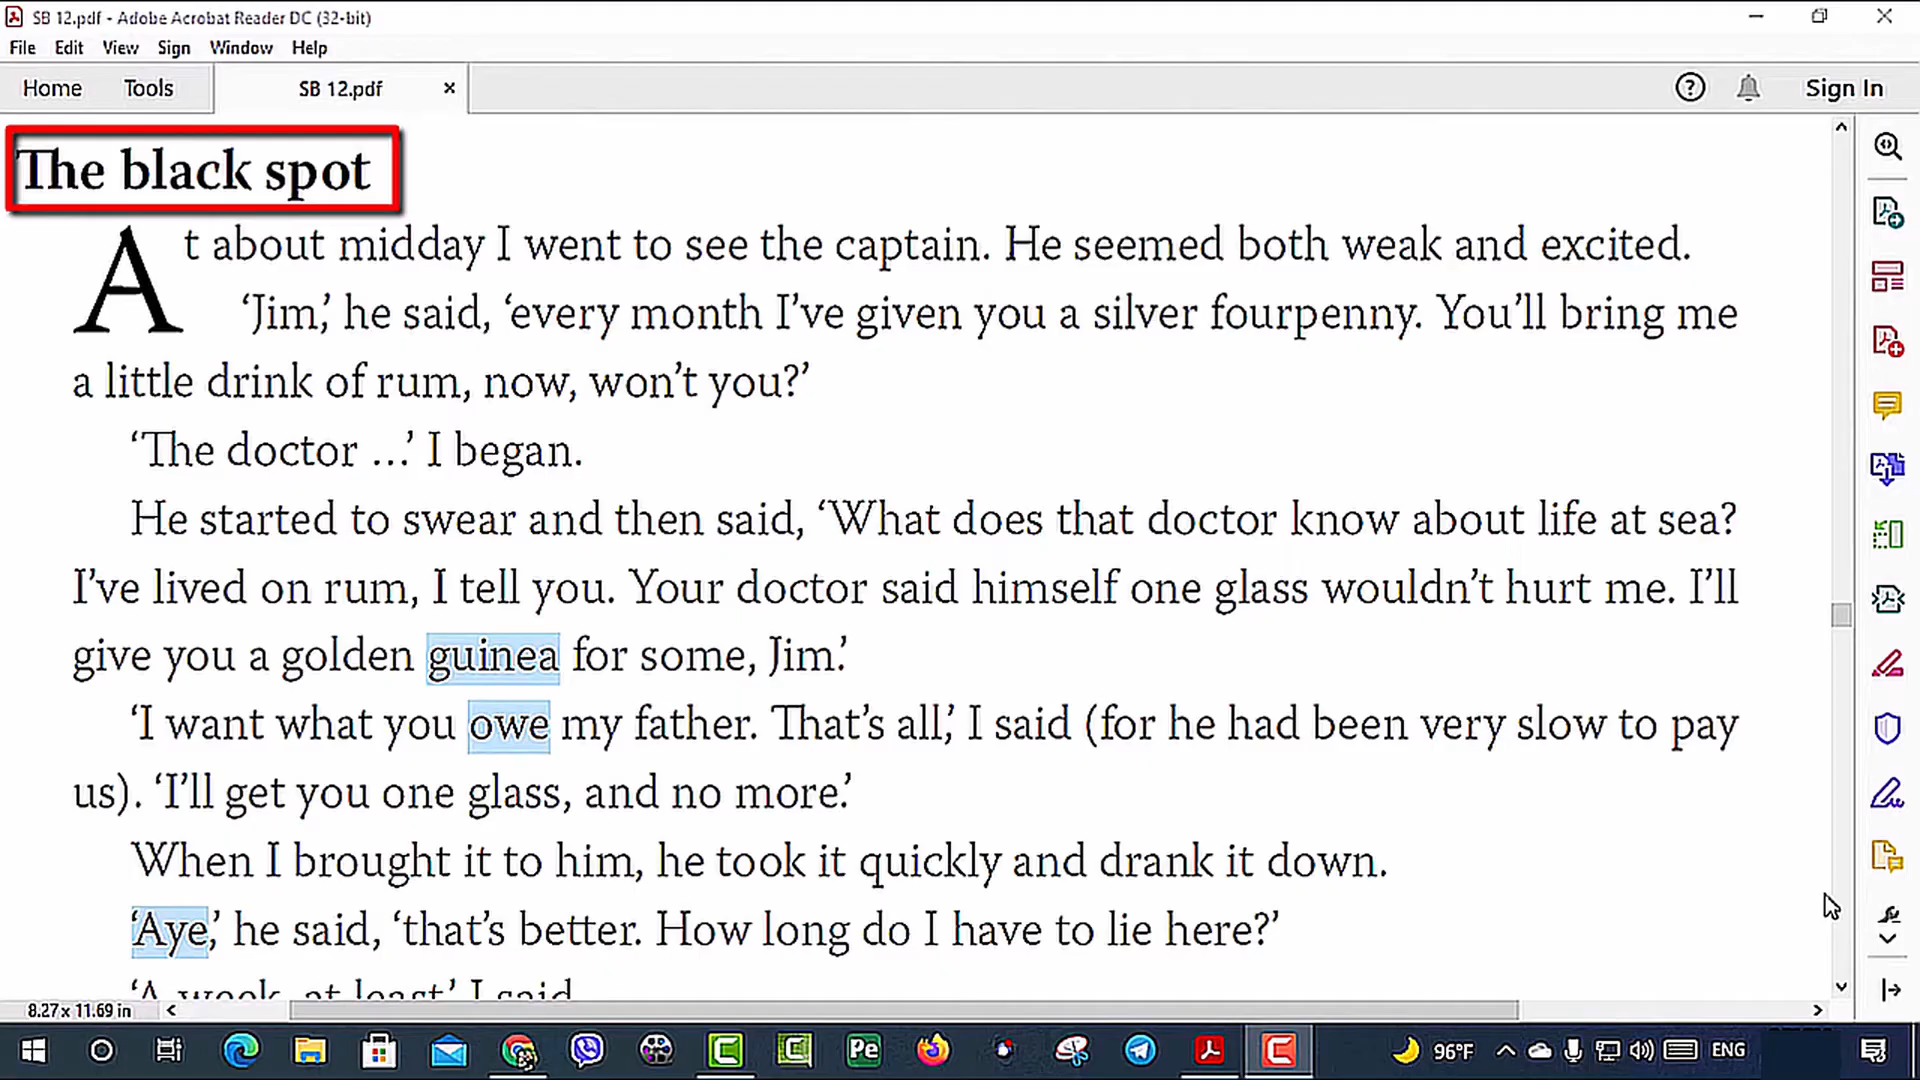 SB 12.pdf - Adobe Acrobat Reader DC (32-bit)
File Edit View Sign Window Help
Home Tools SB 12.pdf × Sign In
The black spot
At about midday I went to see the captain. He seemed both weak and excited.
‘Jim,’ he said, ‘every month I’ve given you a silver fourpenny. You’ll bring me
a little drink of rum, now, won’t you?’
‘The doctor …’ I began.
He started to swear and then said, ‘What does that doctor know about life at sea?
I’ve lived on rum, I tell you. Your doctor said himself one glass wouldn’t hurt me. I’ll
give you a golden guinea for some, Jim.’
‘I want what you owe my father. That’s all,’ I said (for he had been very slow to pay
us). ‘I’ll get you one glass, and no more.’
When I brought it to him, he took it quickly and drank it down.
‘Aye,’ he said, ‘that’s better. How long do I have to lie here?’
‘A week, at least,’ I said
8.27 x 11.69 in
Pe 96°F ENG